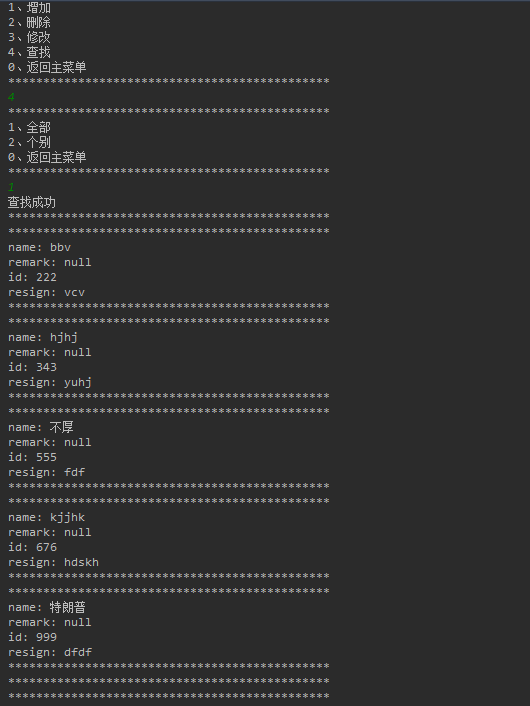 1、增加
2、删除
3、修改
4、查找
0、返回主菜单
**********************************************
4
**********************************************
1、全部
2、个别
0、返回主菜单
**********************************************
1
查找成功
**********************************************
**********************************************
name: bbv
remark: null
id: 222
resign: vcv
**********************************************
**********************************************
name: hjhj
remark: null
id: 343
resign: yuhj
**********************************************
**********************************************
name: 不厚
remark: null
id: 555
resign: fdf
**********************************************
**********************************************
name: kjjhk
remark: null
id: 676
resign: hdskh
**********************************************
**********************************************
name: 特朗普
remark: null
id: 999
resign: dfdf
**********************************************
**********************************************
**********************************************